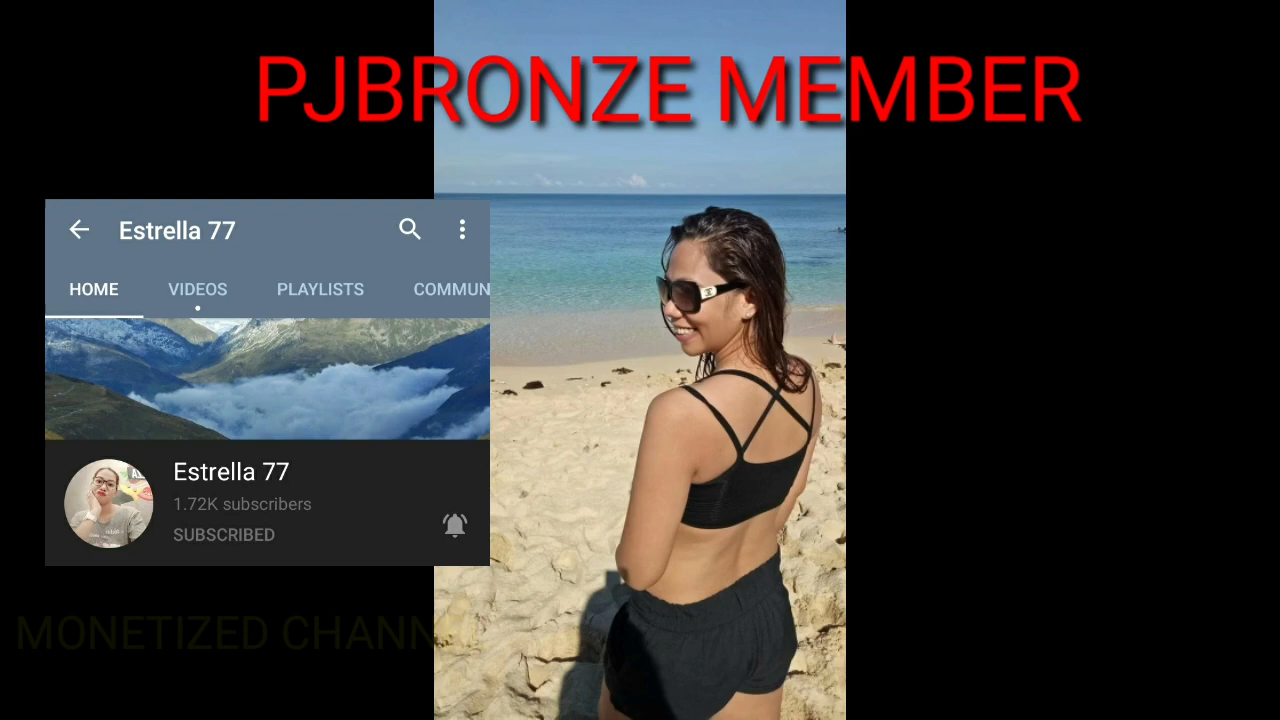 PJBRONZE MEMBER
Estrella 77
HOME VIDEOS PLAYLISTS COMMUN
Estrella 77
1.72K subscribers
SUBSCRIBED
MONETIZED CHANN